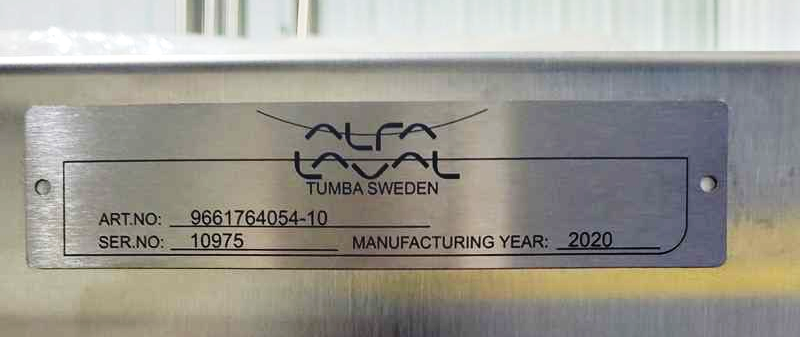 ALFA
LAVAL
TUMBA SWEDEN
ART.NO: 9661764054-10
SER.NO: 10975 MANUFACTURING YEAR: 2020